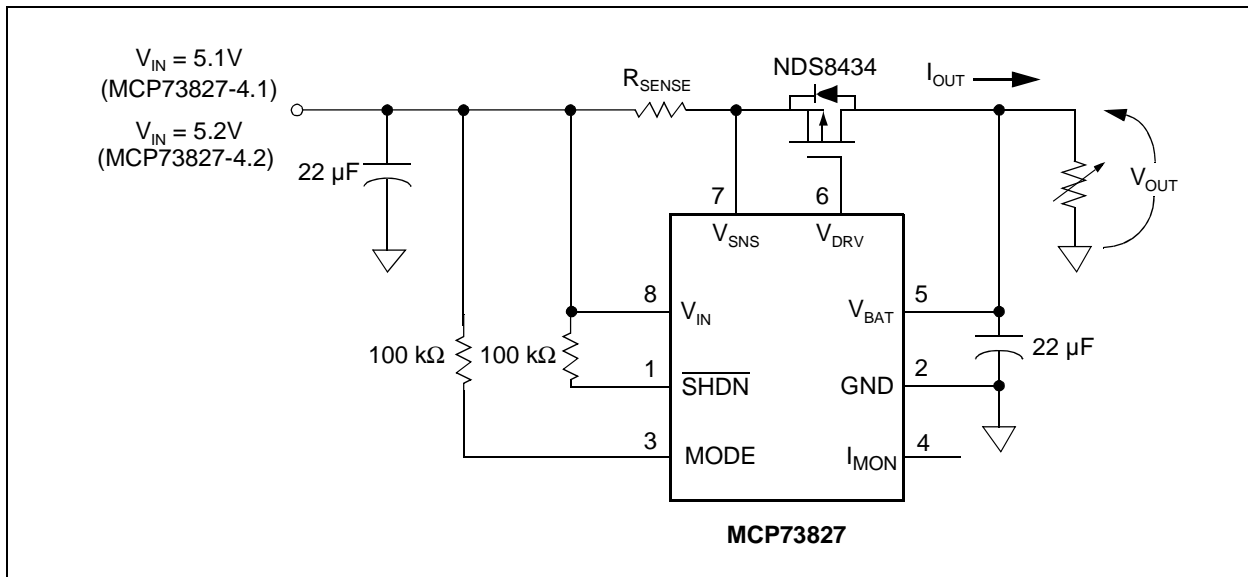 V_IN = 5.1V
(MCP73827-4.1)
V_IN = 5.2V
(MCP73827-4.2)
22 µF
R_SENSE
NDS8434
I_OUT
V_OUT
7
6
V_SNS
V_DRV
8
V_IN
V_BAT
5
100 kΩ
100 kΩ
1
SHDN
GND
2
22 µF
3
MODE
I_MON
4
MCP73827